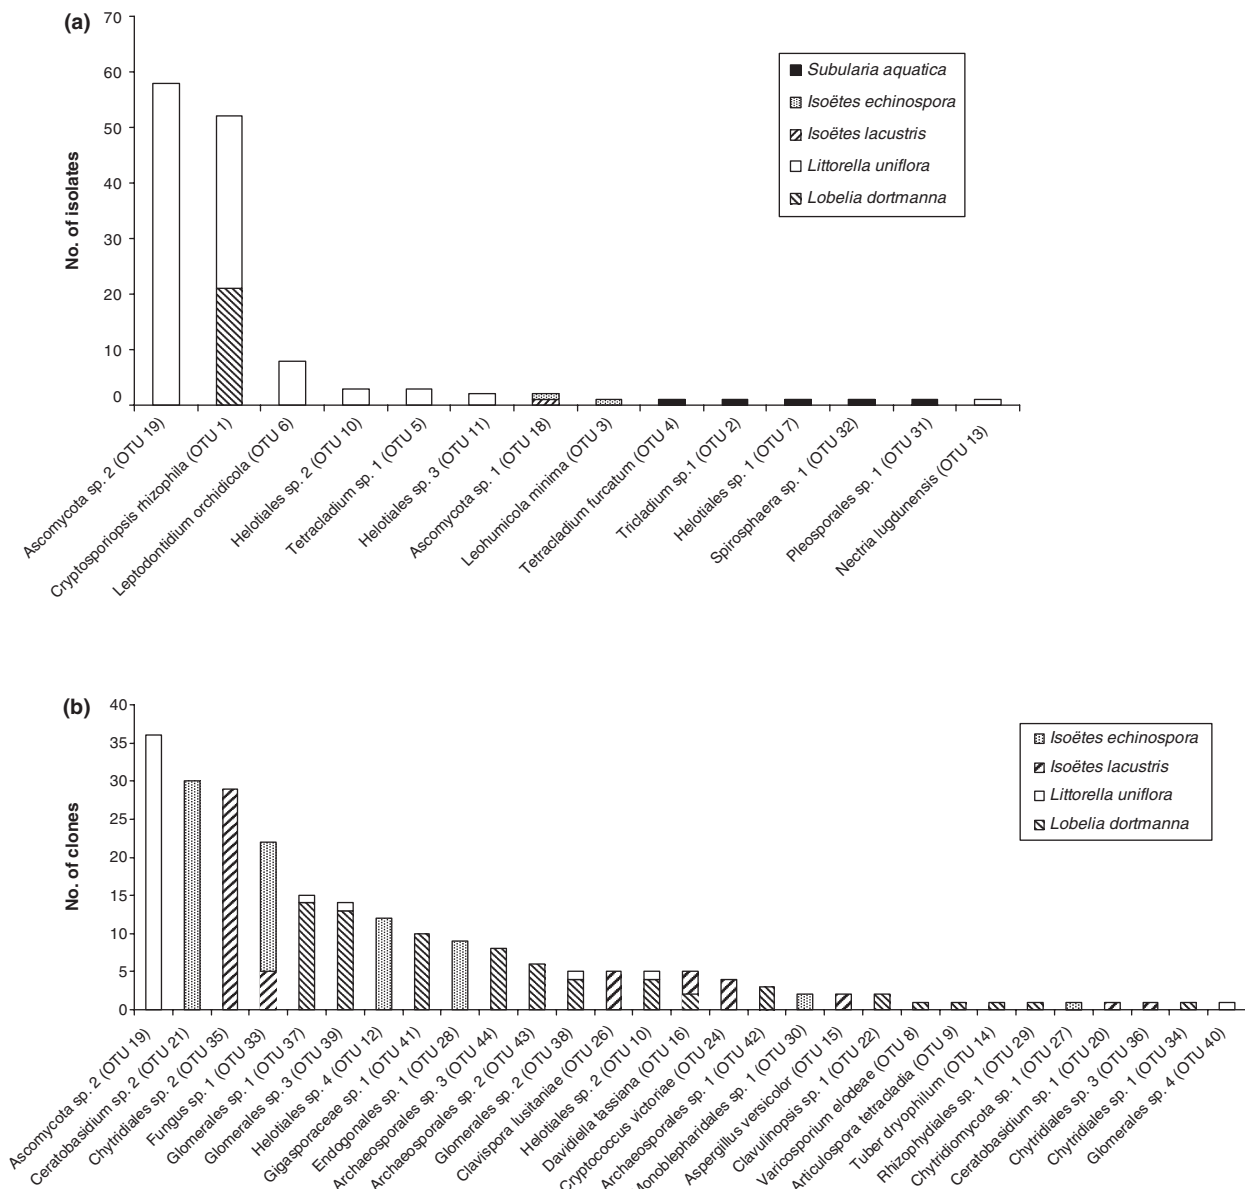 (a)
70
60
50
40
30
20
10
0
No. of isolates
Subularia aquatica
Isoëtes echinospora
Isoëtes lacustris
Littorella uniflora
Lobelia dortmanna
Ascomycota sp. 2 (OTU 19)
Cryptosporiopsis rhizophila (OTU 1)
Leptodontidium orchidicola (OTU 6)
Helotiales sp. 2 (OTU 10)
Tetracladium sp. 1 (OTU 5)
Helotiales sp. 3 (OTU 11)
Ascomycota sp. 1 (OTU 18)
Leohumicola minima (OTU 3)
Tetracladium furcatum (OTU 4)
Tricladium sp.1 (OTU 2)
Helotiales sp. 1 (OTU 7)
Spirosphaera sp. 1 (OTU 32)
Pleosporales sp. 1 (OTU 31)
Nectria lugdunensis (OTU 13)
(b)
40
35
30
25
20
15
10
5
0
No. of clones
Isoëtes echinospora
Isoëtes lacustris
Littorella uniflora
Lobelia dortmanna
Ascomycota sp. 2 (OTU 19)
Ceratobasidium sp. 2 (OTU 21)
Chytridiales sp. 2 (OTU 35)
Fungus sp. 1 (OTU 33)
Glomerales sp. 1 (OTU 37)
Glomerales sp. 3 (OTU 39)
Helotiales sp. 4 (OTU 12)
Gigasporaceae sp. 1 (OTU 41)
Endogonales sp. 1 (OTU 28)
Archaeosporales sp. 3 (OTU 44)
Archaeosporales sp. 2 (OTU 43)
Glomerales sp. 2 (OTU 38)
Clavispora lusitaniae (OTU 26)
Helotiales sp. 2 (OTU 10)
Davidiella tassiana (OTU 16)
Cryptococcus victoriae (OTU 24)
Archaeosporales sp. 1 (OTU 42)
Monoblepharidales sp. 1 (OTU 30)
Aspergillus versicolor (OTU 15)
Clavulinopsis sp. 1 (OTU 22)
Varicosporium elodeae (OTU 8)
Articulospora tetracladia (OTU 9)
Tuber dryophilum (OTU 14)
Rhizophydiales sp. 1 (OTU 29)
Chytridiomycota sp. 1 (OTU 27)
Ceratobasidium sp. 1 (OTU 20)
Chytridiales sp. 3 (OTU 36)
Chytridiales sp. 1 (OTU 34)
Glomerales sp. 4 (OTU 40)